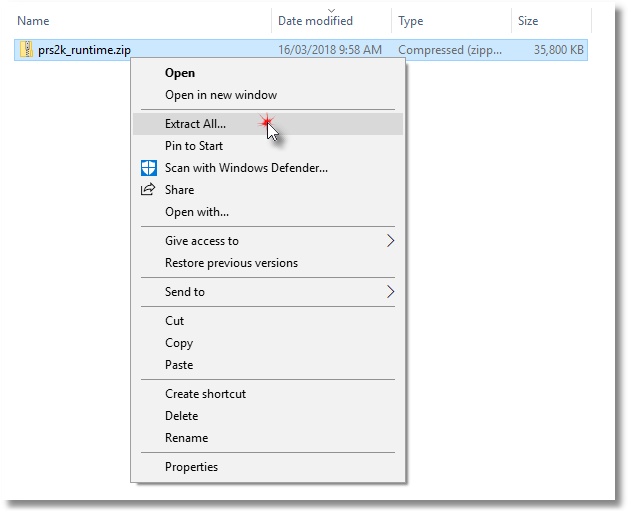 Name Date modified Type Size
prs2k_runtime.zip 16/03/2018 9:58 AM Compressed (zipp... 35,800 KB
Open
Open in new window
Extract All...
Pin to Start
Scan with Windows Defender...
Share
Open with...
Give access to
Restore previous versions
Send to
Cut
Copy
Paste
Create shortcut
Delete
Rename
Properties